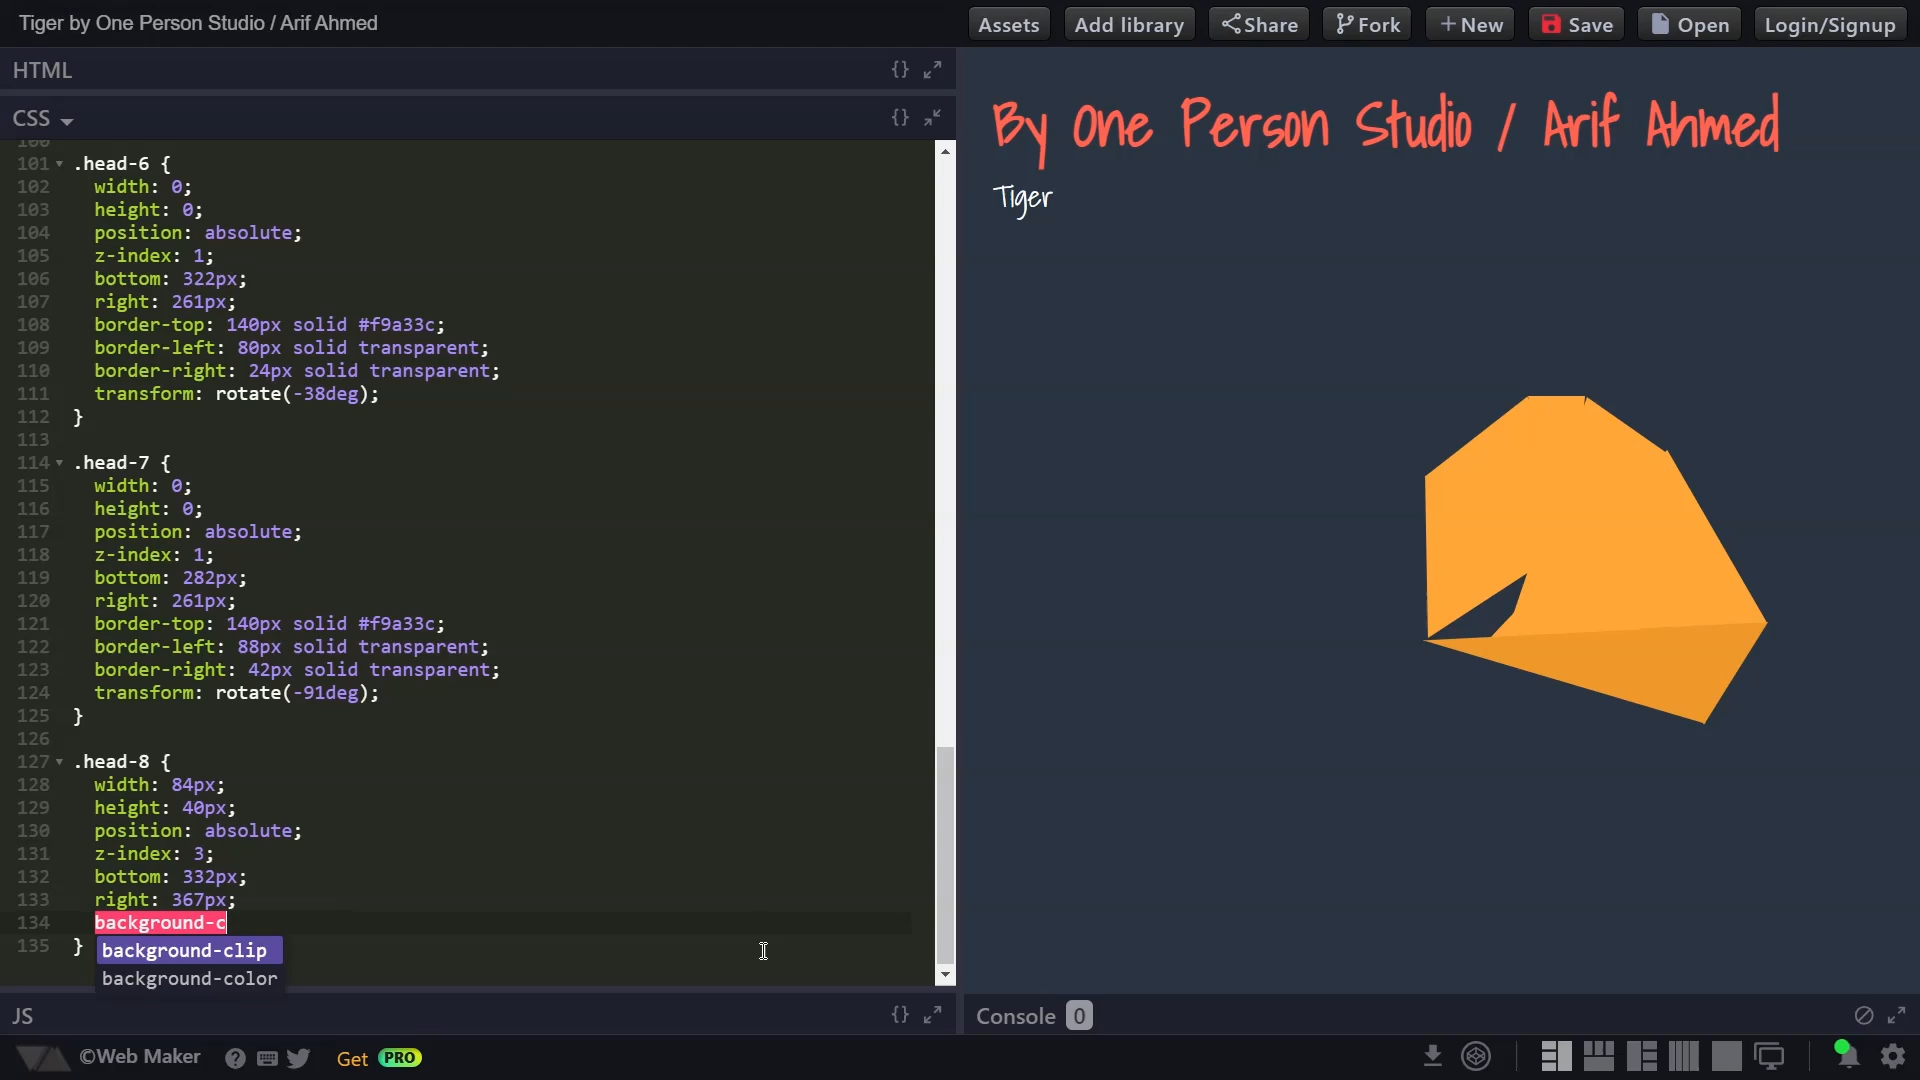 Tiger by One Person Studio / Arif Ahmed
Assets Add library Share Fork +New Save Open Login/Signup
HTML {}
CSS {}
100
101 .head-6 {
102 width: 0;
103 height: 0;
104 position: absolute;
105 z-index: 1;
106 bottom: 322px;
107 right: 261px;
108 border-top: 140px solid #f9a33c;
109 border-left: 80px solid transparent;
110 border-right: 24px solid transparent;
111 transform: rotate(-38deg);
112 }
113
114 .head-7 {
115 width: 0;
116 height: 0;
117 position: absolute;
118 z-index: 1;
119 bottom: 282px;
120 right: 261px;
121 border-top: 140px solid #f9a33c;
122 border-left: 88px solid transparent;
123 border-right: 42px solid transparent;
124 transform: rotate(-91deg);
125 }
126
127 .head-8 {
128 width: 84px;
129 height: 40px;
130 position: absolute;
131 z-index: 3;
132 bottom: 332px;
133 right: 367px;
134 background-c
135 }
background-clip
background-color
JS {}
By One Person Studio / Arif Ahmed
Tiger
Console 0
©Web Maker ? Get PRO